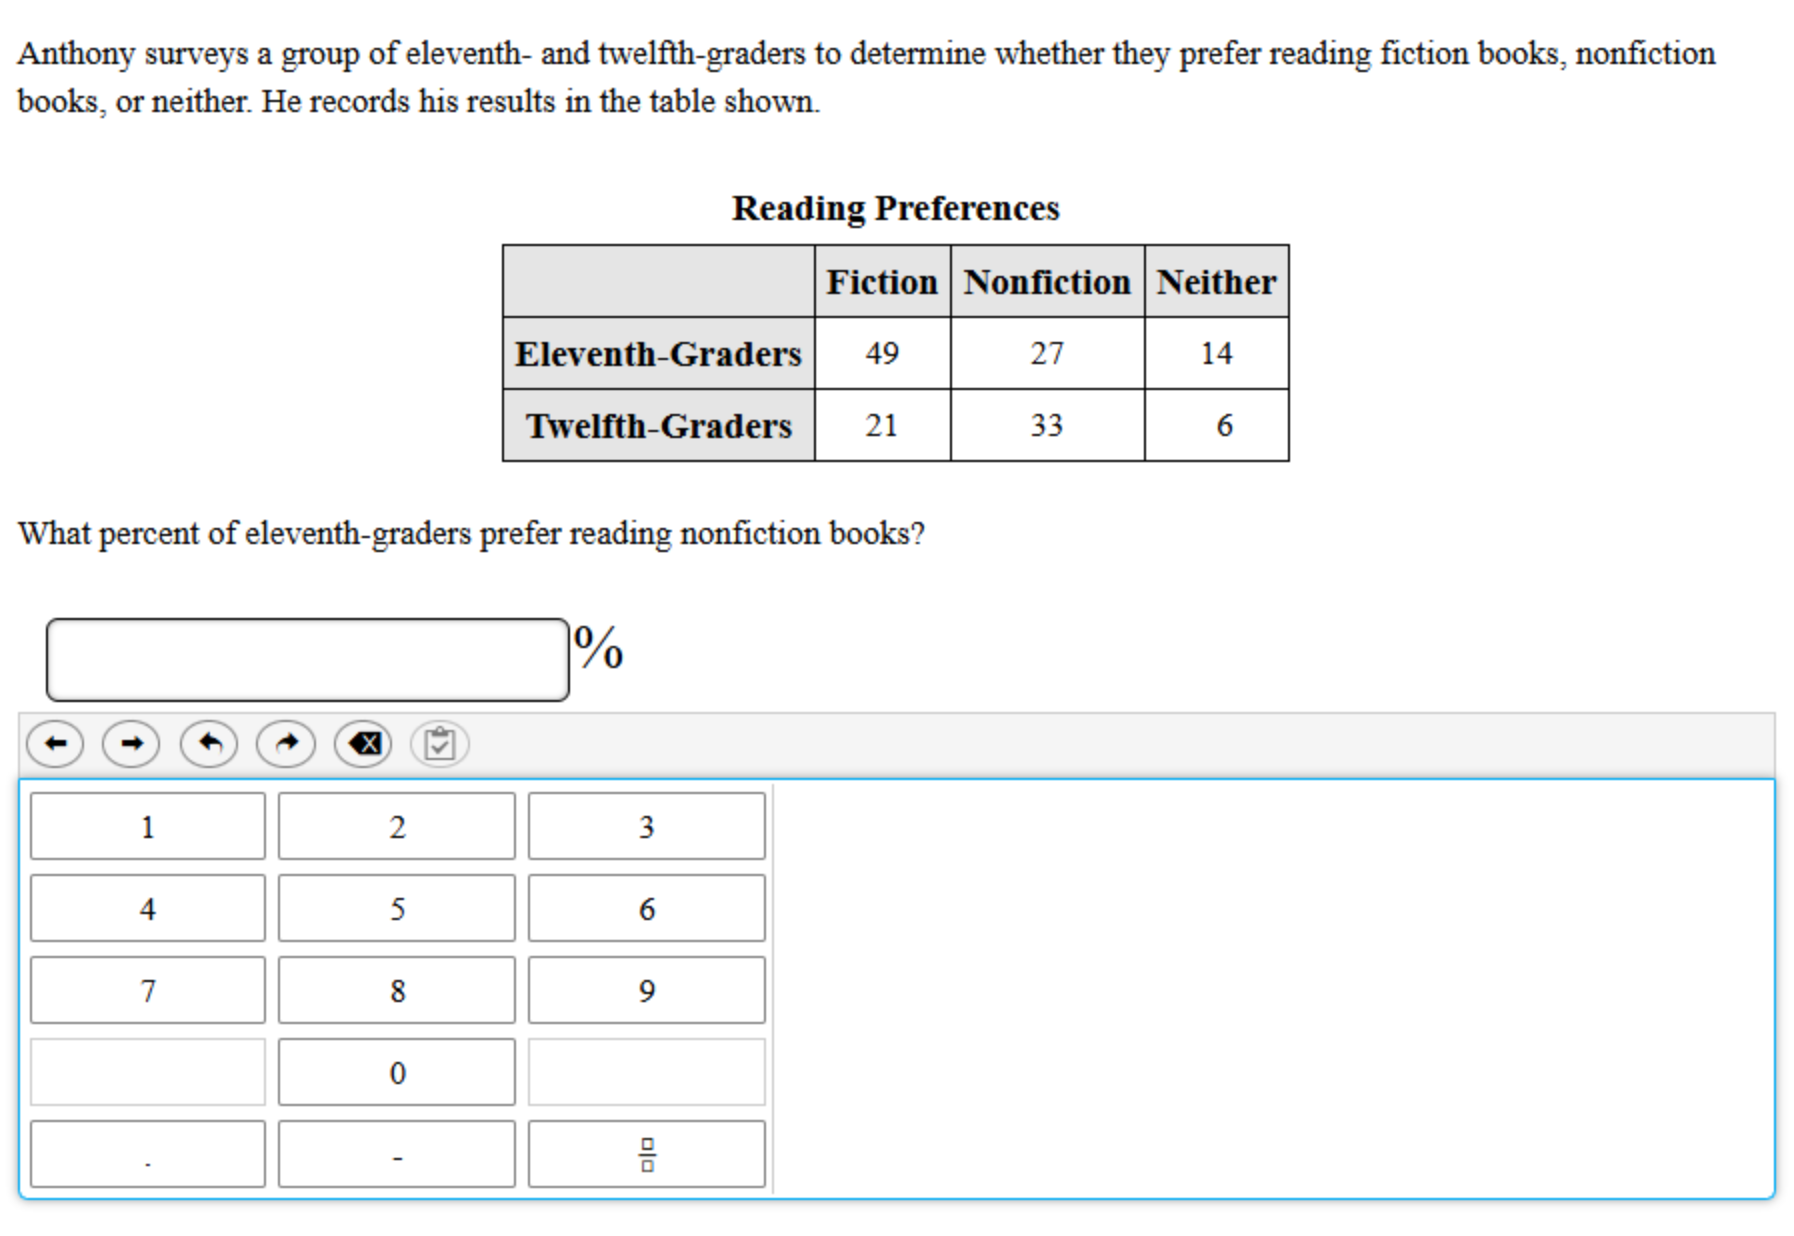 Anthony surveys a group of eleventh- and twelfth-graders to determine whether they prefer reading fiction books, nonfiction
books, or neither. He records his results in the table shown.
Reading Preferences
Fiction Nonfiction Neither
Eleventh-Graders 49 27 14
Twelfth-Graders 21 33 6
What percent of eleventh-graders prefer reading nonfiction books?
%
1 2 3
4 5 6
7 8 9
0
. -